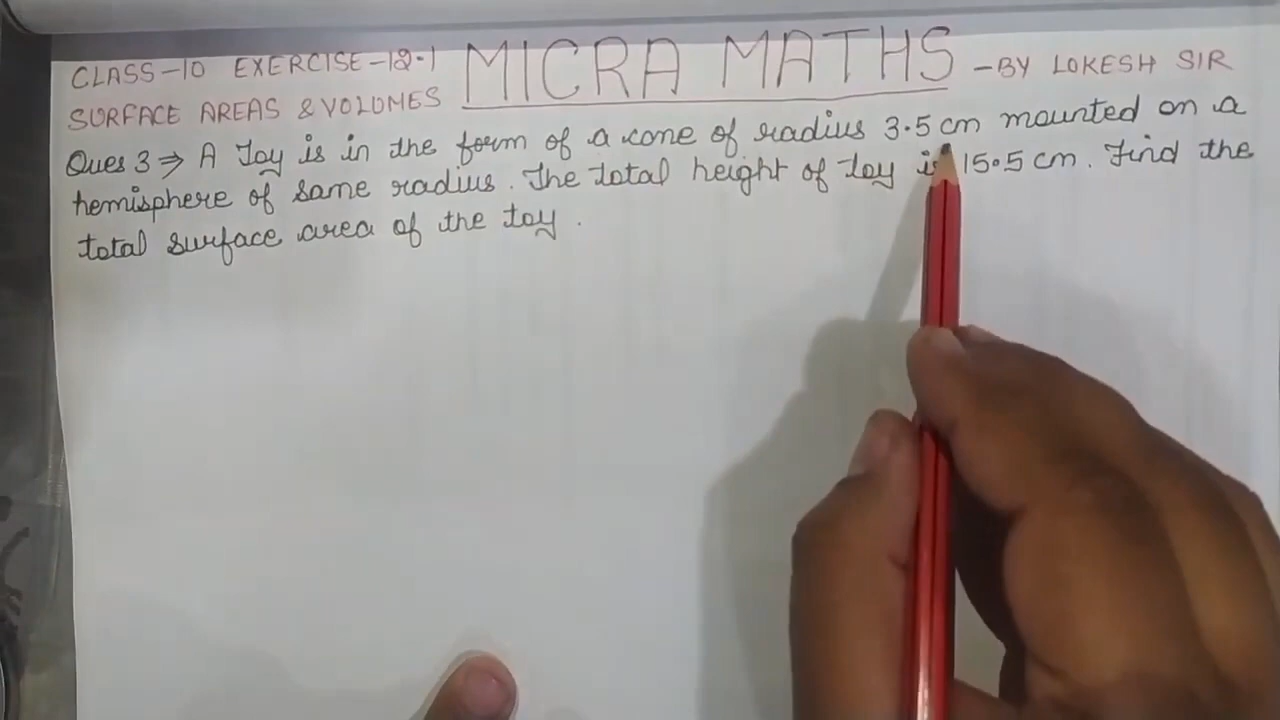 CLASS-10 EXERCISE-12.1 MICRA MATHS -BY LOKESH SIR
SURFACE AREAS & VOLUMES
Ques 3 ⇒ A Toy is in the form of a cone of radius 3.5 cm mounted on a
hemisphere of same radius. The total height of toy is 15.5 cm. Find the
total surface area of the toy.